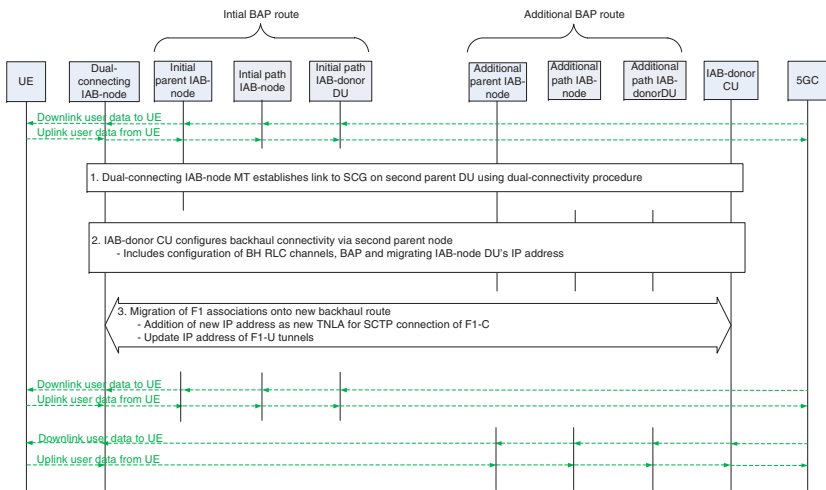 Intial BAP route
Additional BAP route
UE
Dual-
connecting
IAB-node
Initial
parent IAB-
node
Intial path
IAB-node
Initial path
IAB-donor
DU
Additional
parent IAB-
node
Additional
path IAB-
node
Additional
path IAB-
donorDU
IAB-donor
CU
5GC
Downlink user data to UE
Uplink user data from UE
1. Dual-connecting IAB-node MT establishes link to SCG on second parent DU using dual-connectivity procedure
2. IAB-donor CU configures backhaul connectivity via second parent node
- Includes configuration of BH RLC channels, BAP and migrating IAB-node DU's IP address
3. Migration of F1 associations onto new backhaul route
- Addition of new IP address as new TNLA for SCTP connection of F1-C
- Update IP address of F1-U tunnels
Downlink user data to UE
Uplink user data from UE
Downlink user data to UE
Uplink user data from UE